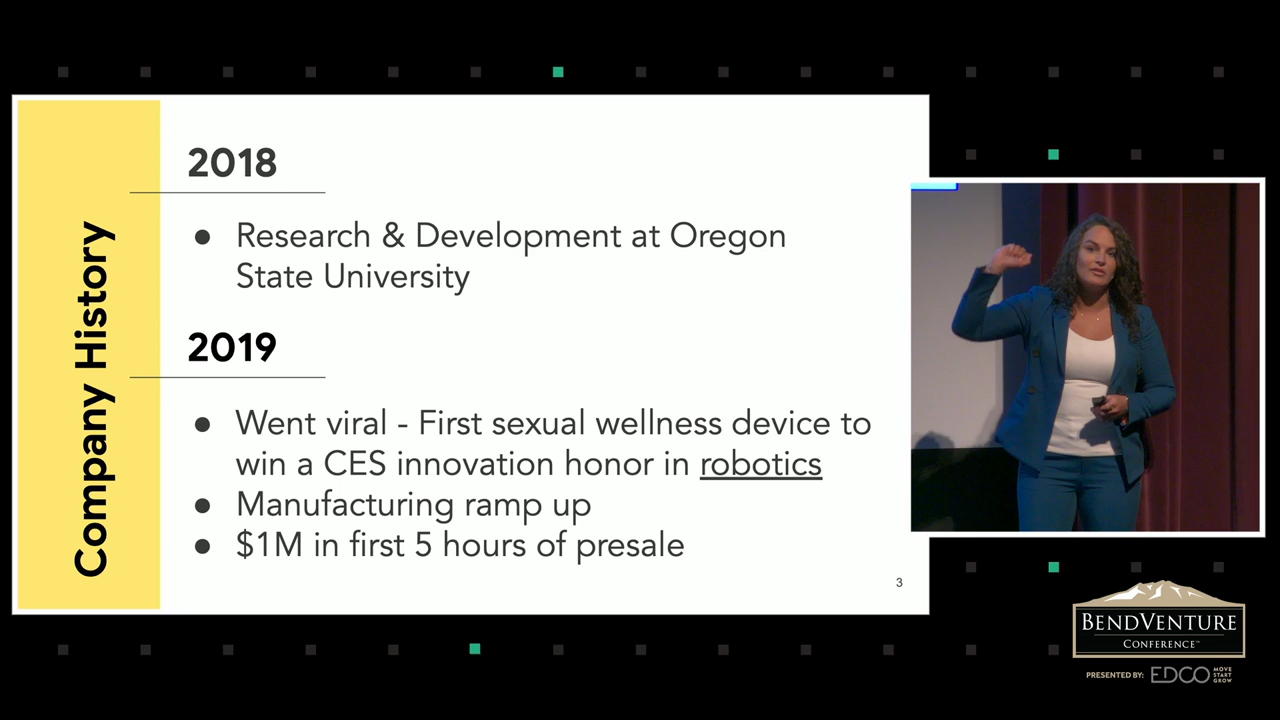 Company History
2018
● Research & Development at Oregon
State University
2019
● Went viral - First sexual wellness device to
win a CES innovation honor in robotics
● Manufacturing ramp up
● $1M in first 5 hours of presale
3
BENDVENTURE
CONFERENCE™
PRESENTED BY: EDCO MOVE
START
GROW